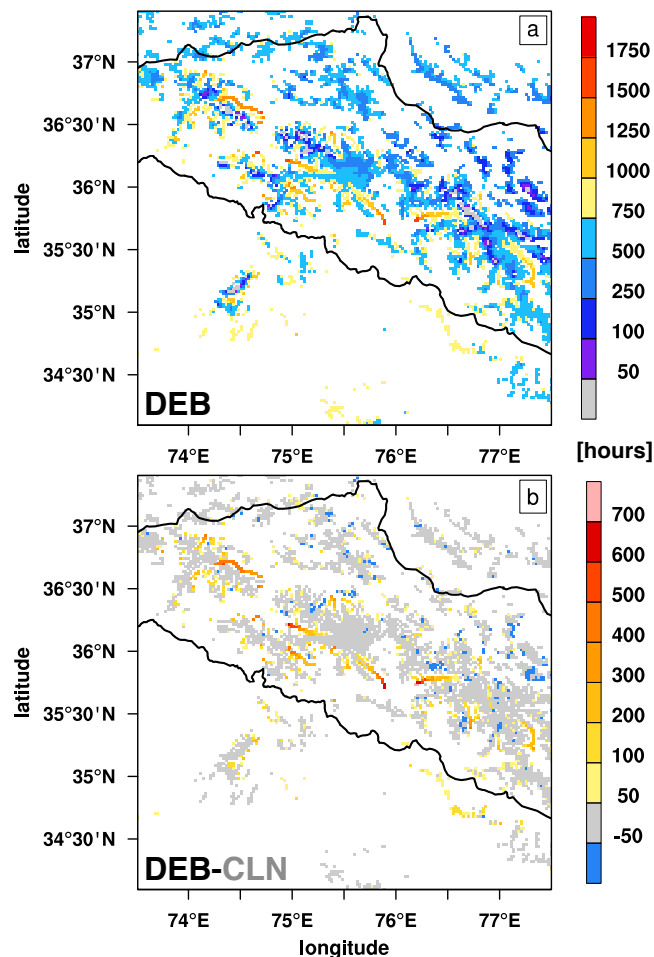 a
37°N
36°30'N
36°N
35°30'N
35°N
34°30'N
latitude
DEB
74°E
75°E
76°E
77°E
1750
1500
1250
1000
750
500
250
100
50
[hours]
b
37°N
36°30'N
36°N
35°30'N
35°N
34°30'N
latitude
DEB-CLN
74°E
75°E
76°E
77°E
longitude
700
600
500
400
300
200
100
50
-50